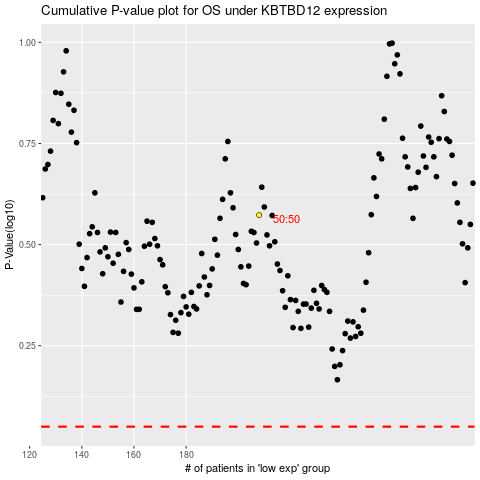 Cumulative P-value plot for OS under KBTBD12 expression
P-Value(log10)
1.00
0.75
0.50
0.25
50:50
120 140 160 180
# of patients in 'low exp' group